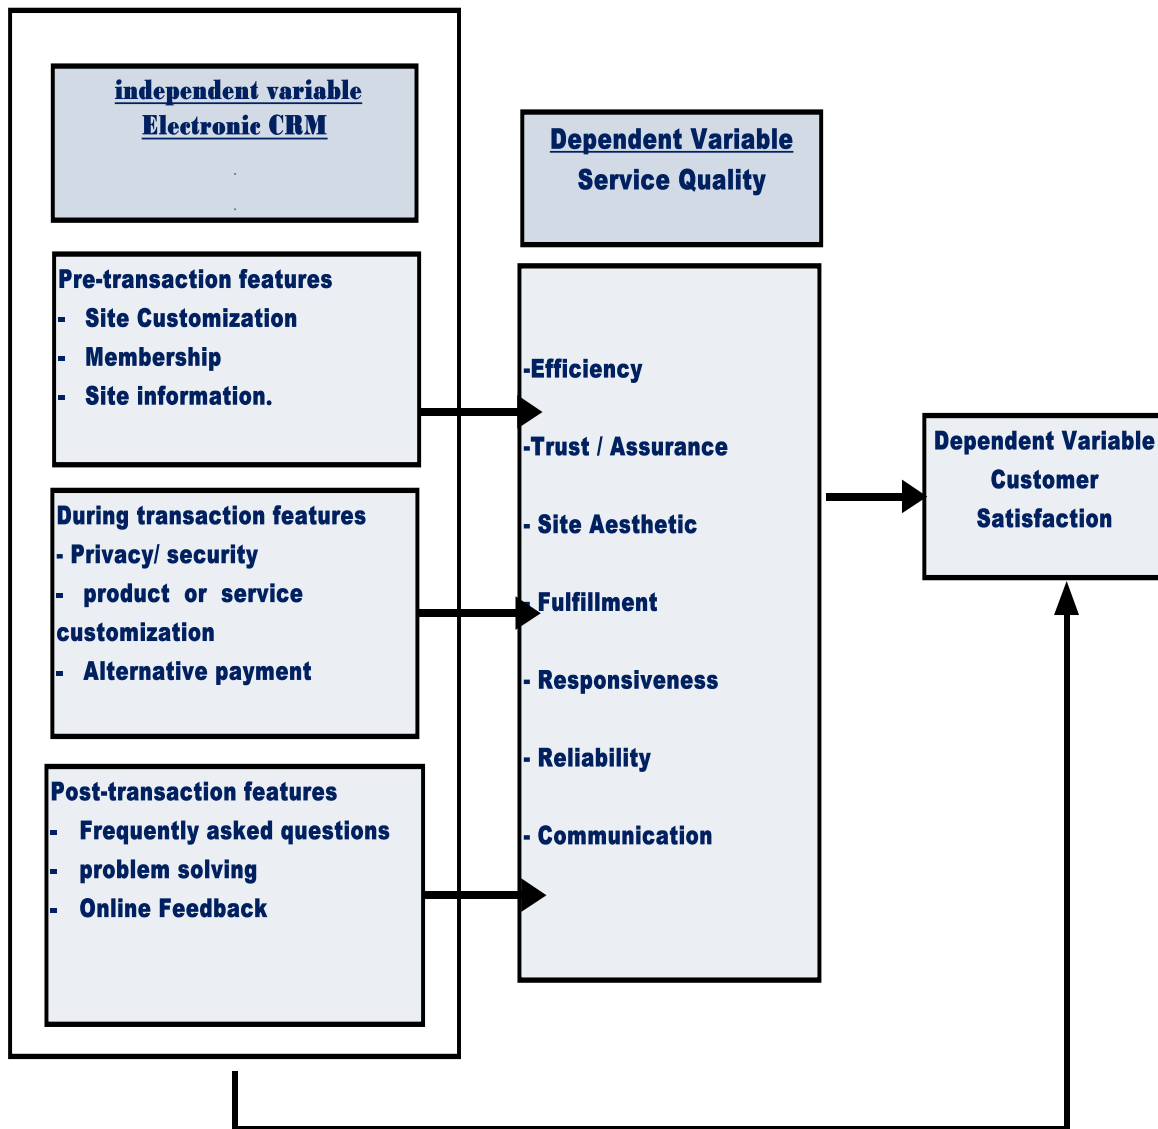 independent variable
Electronic CRM
.
.
Pre-transaction features
- Site Customization
- Membership
- Site information.
During transaction features
- Privacy/ security
- product or service
customization
- Alternative payment
Post-transaction features
- Frequently asked questions
- problem solving
- Online Feedback
Dependent Variable
Service Quality
-Efficiency
-Trust / Assurance
- Site Aesthetic
- Fulfillment
- Responsiveness
- Reliability
- Communication
Dependent Variable
Customer
Satisfaction